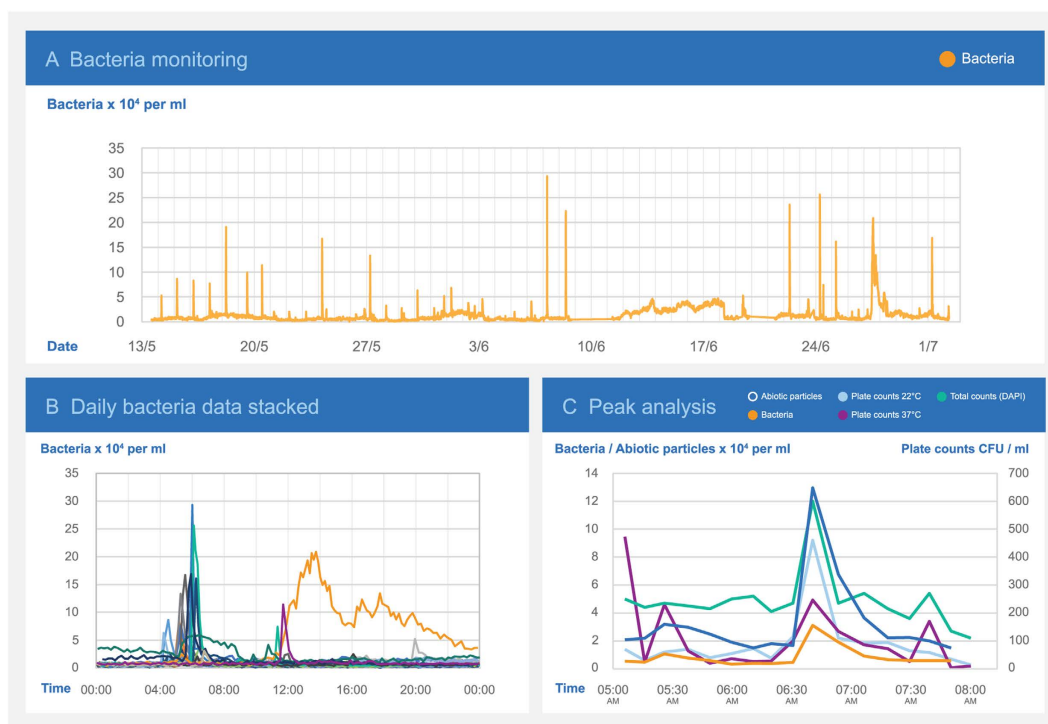 A Bacteria monitoring
Bacteria
Bacteria x 10⁴ per ml
35
30
25
20
15
10
5
0
Date 13/5 20/5 27/5 3/6 10/6 17/6 24/6 1/7
B Daily bacteria data stacked
Bacteria x 10⁴ per ml
35
30
25
20
15
10
5
0
Time 00:00 04:00 08:00 12:00 16:00 20:00 00:00
C Peak analysis
Abiotic particles Plate counts 22°C Total counts (DAPI)
Bacteria Plate counts 37°C
Bacteria / Abiotic particles x 10⁴ per ml Plate counts CFU / ml
14 700
12 600
10 500
8 400
6 300
4 200
2 100
0 0
Time 05:00 05:30 06:00 06:30 07:00 07:30 08:00
AM AM AM AM AM AM AM